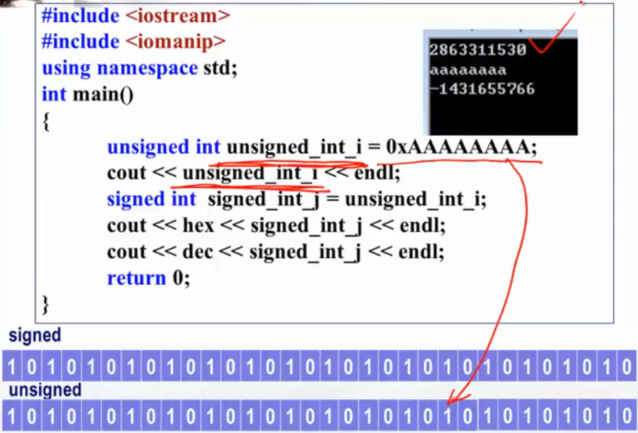 #include <iostream>
#include <iomanip>
using namespace std;
int main()
{
unsigned int unsigned_int_i = 0xAAAAAAAA;
cout << unsigned_int_i << endl;
signed int signed_int_j = unsigned_int_i;
cout << hex << signed_int_j << endl;
cout << dec << signed_int_j << endl;
return 0;
}
2863311530
aaaaaaaa
-1431655766
signed
1 0 1 0 1 0 1 0 1 0 1 0 1 0 1 0 1 0 1 0 1 0 1 0 1 0 1 0 1 0 1 0
unsigned
1 0 1 0 1 0 1 0 1 0 1 0 1 0 1 0 1 0 1 0 1 0 1 0 1 0 1 0 1 0 1 0